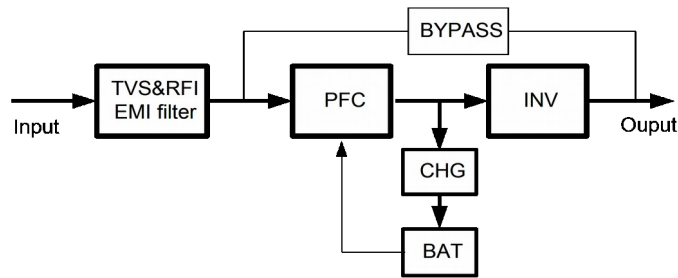 BYPASS
TVS&RFI
EMI filter
PFC
INV
Input
Ouput
CHG
BAT